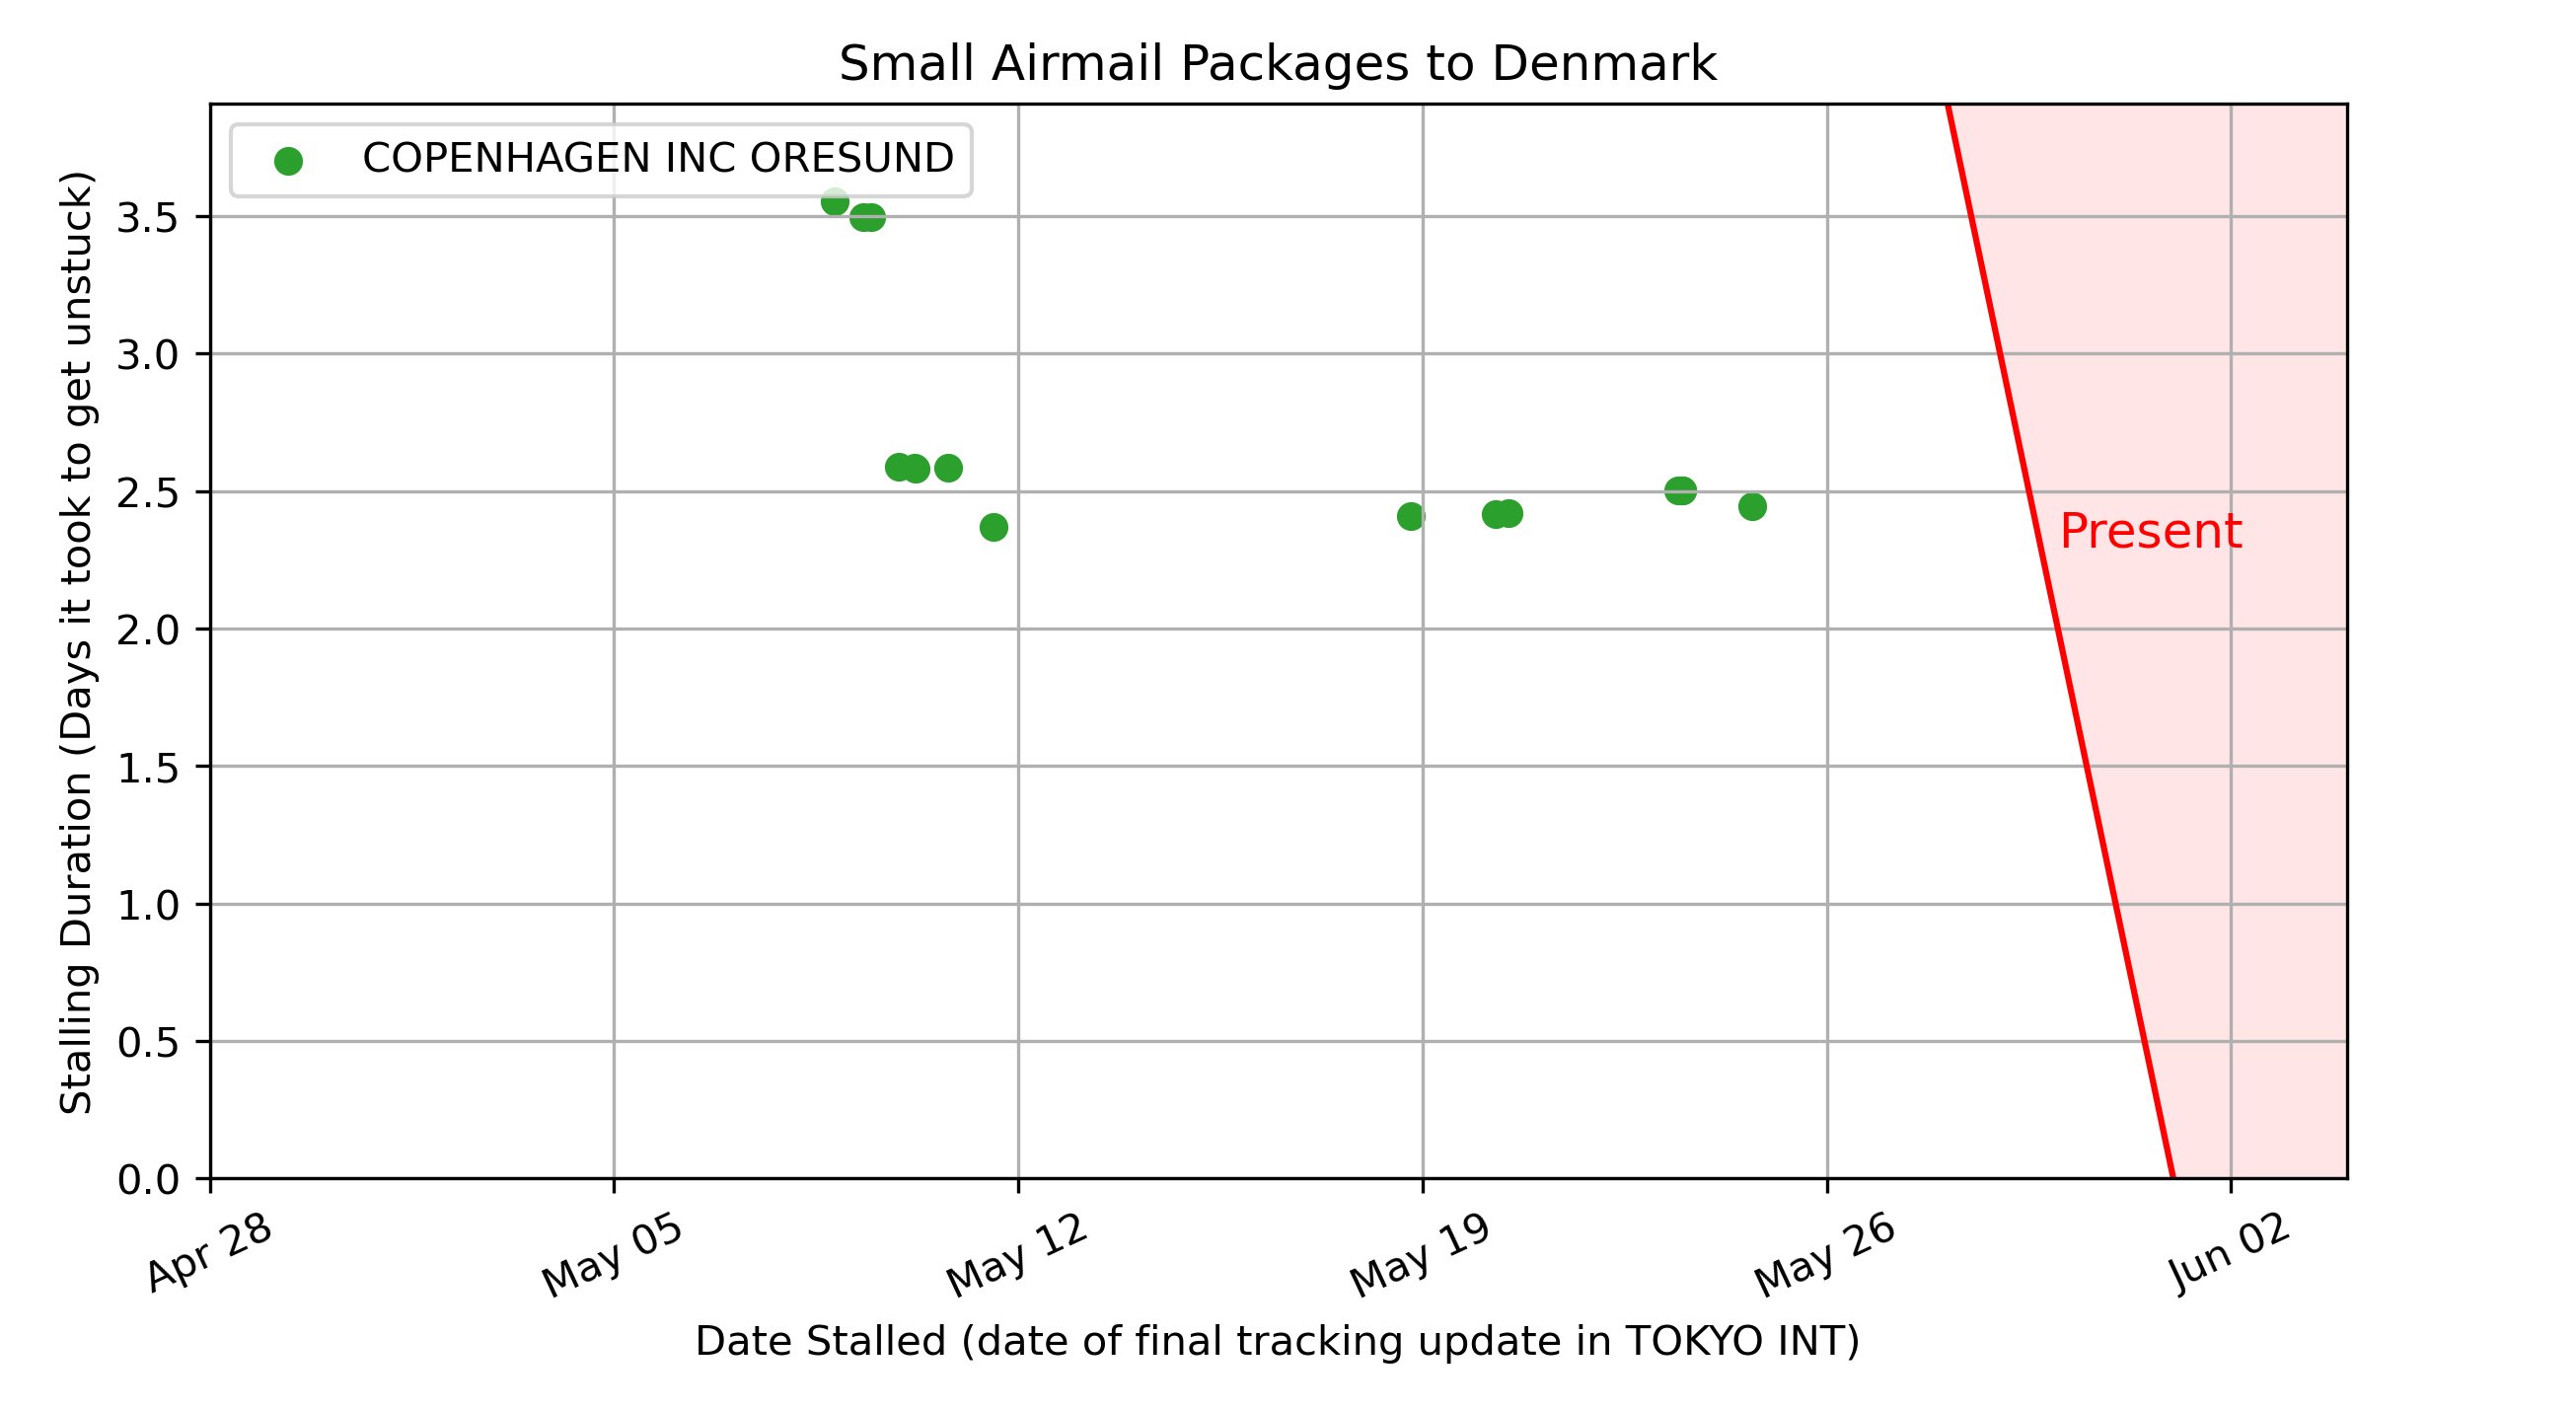 Small Airmail Packages to Denmark
COPENHAGEN INC ORESUND
Stalling Duration (Days it took to get unstuck)
3.5
3.0
2.5
2.0
1.5
1.0
0.5
0.0
Present
Apr 28
May 05
May 12
May 19
May 26
Jun 02
Date Stalled (date of final tracking update in TOKYO INT)